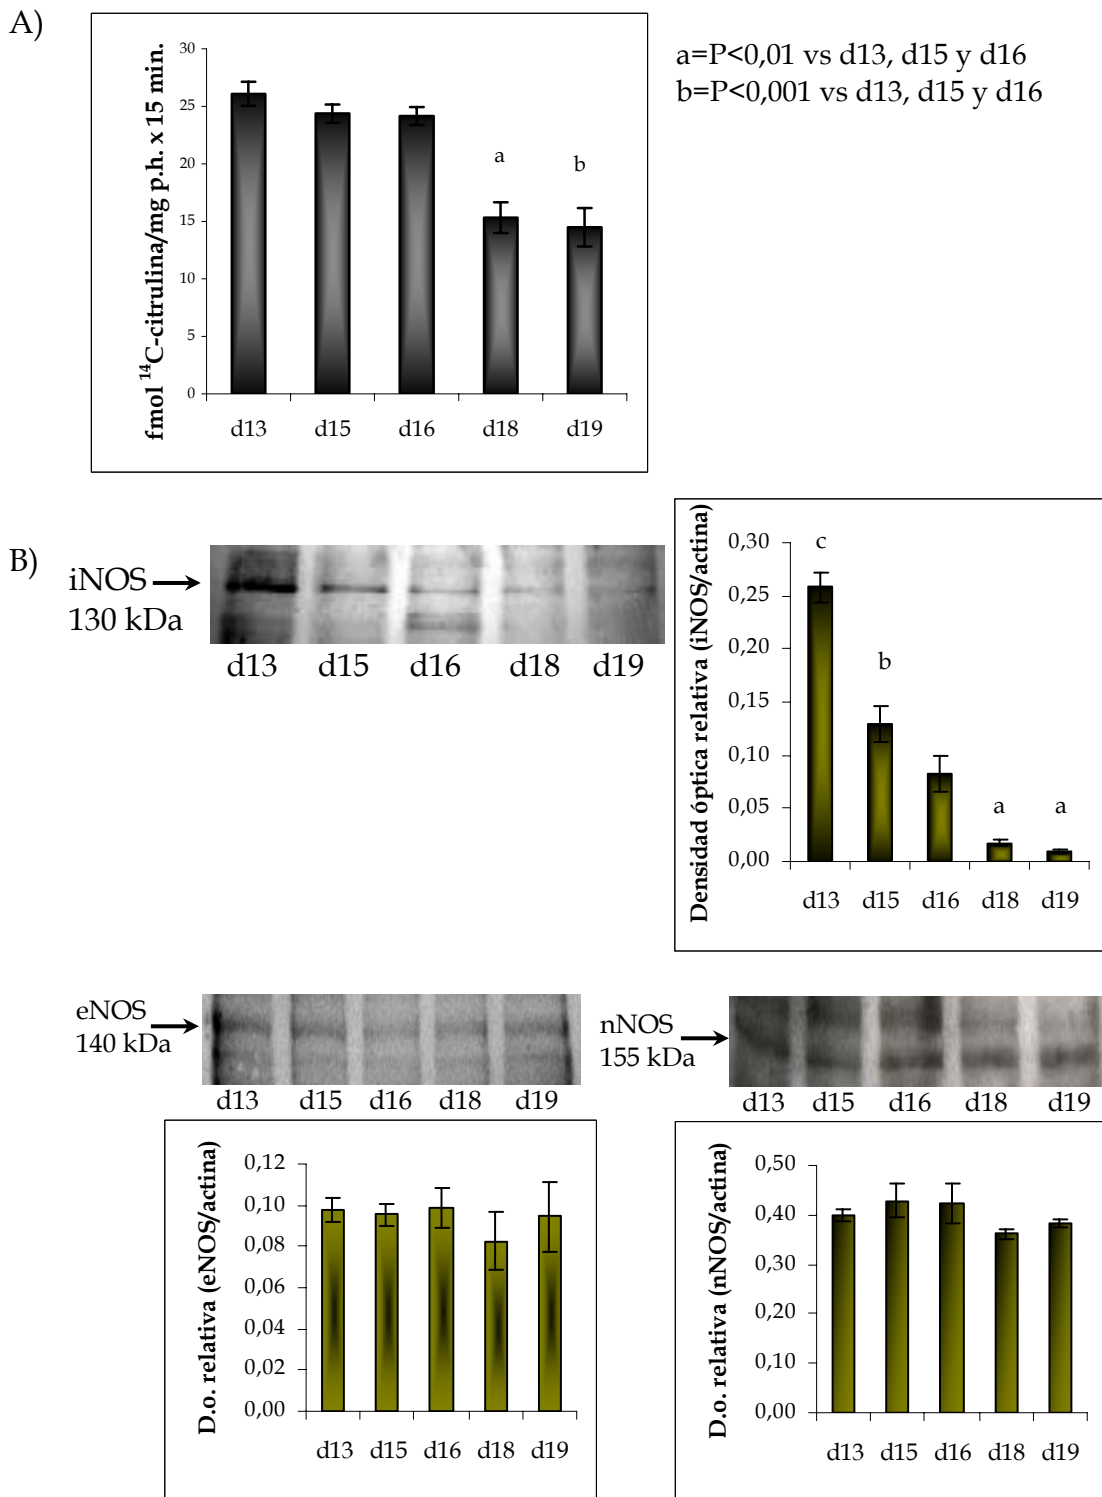 A)
fmol ¹⁴C-citrulina/mg p.h. x 15 min.
30
25
20
15
10
5
0
a
b
d13 d15 d16 d18 d19
a=P<0,01 vs d13, d15 y d16
b=P<0,001 vs d13, d15 y d16
B)
iNOS
130 kDa
d13 d15 d16 d18 d19
Densidad óptica relativa (iNOS/actina)
0,30
0,25
0,20
0,15
0,10
0,05
0,00
c
b
a
a
d13 d15 d16 d18 d19
eNOS
140 kDa
d13 d15 d16 d18 d19
D.o. relativa (eNOS/actina)
0,12
0,10
0,08
0,06
0,04
0,02
0,00
d13 d15 d16 d18 d19
nNOS
155 kDa
d13 d15 d16 d18 d19
D.o. relativa (nNOS/actina)
0,50
0,40
0,30
0,20
0,10
0,00
d13 d15 d16 d18 d19